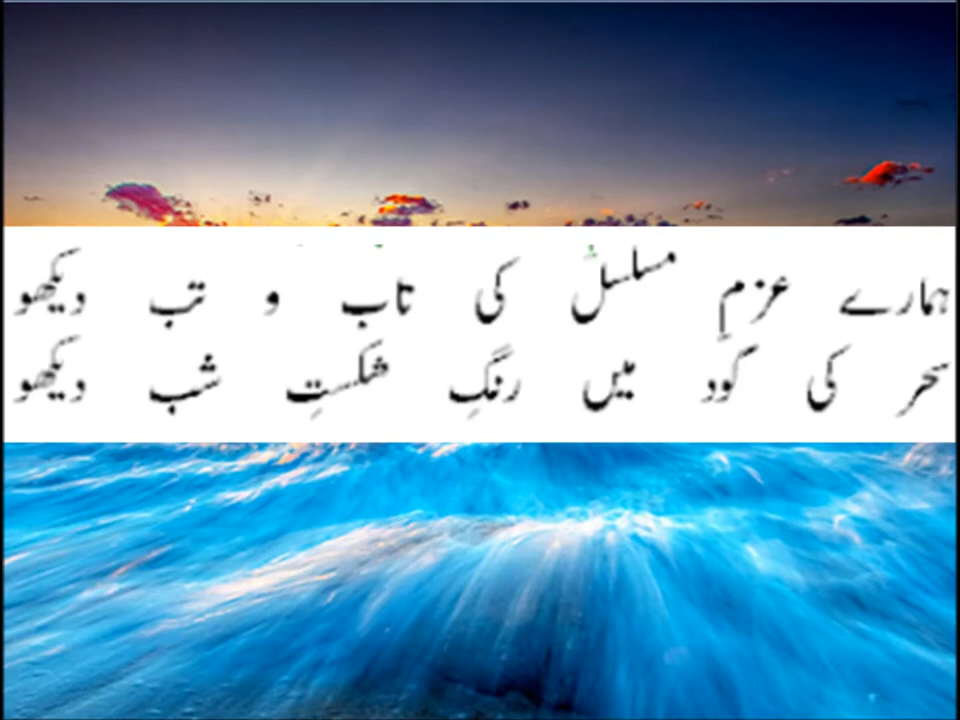 ہمارے عزمِ مسلسل کی تاب و تب دیکھو
سحر کی گود میں رنگِ شکستِ شب دیکھو